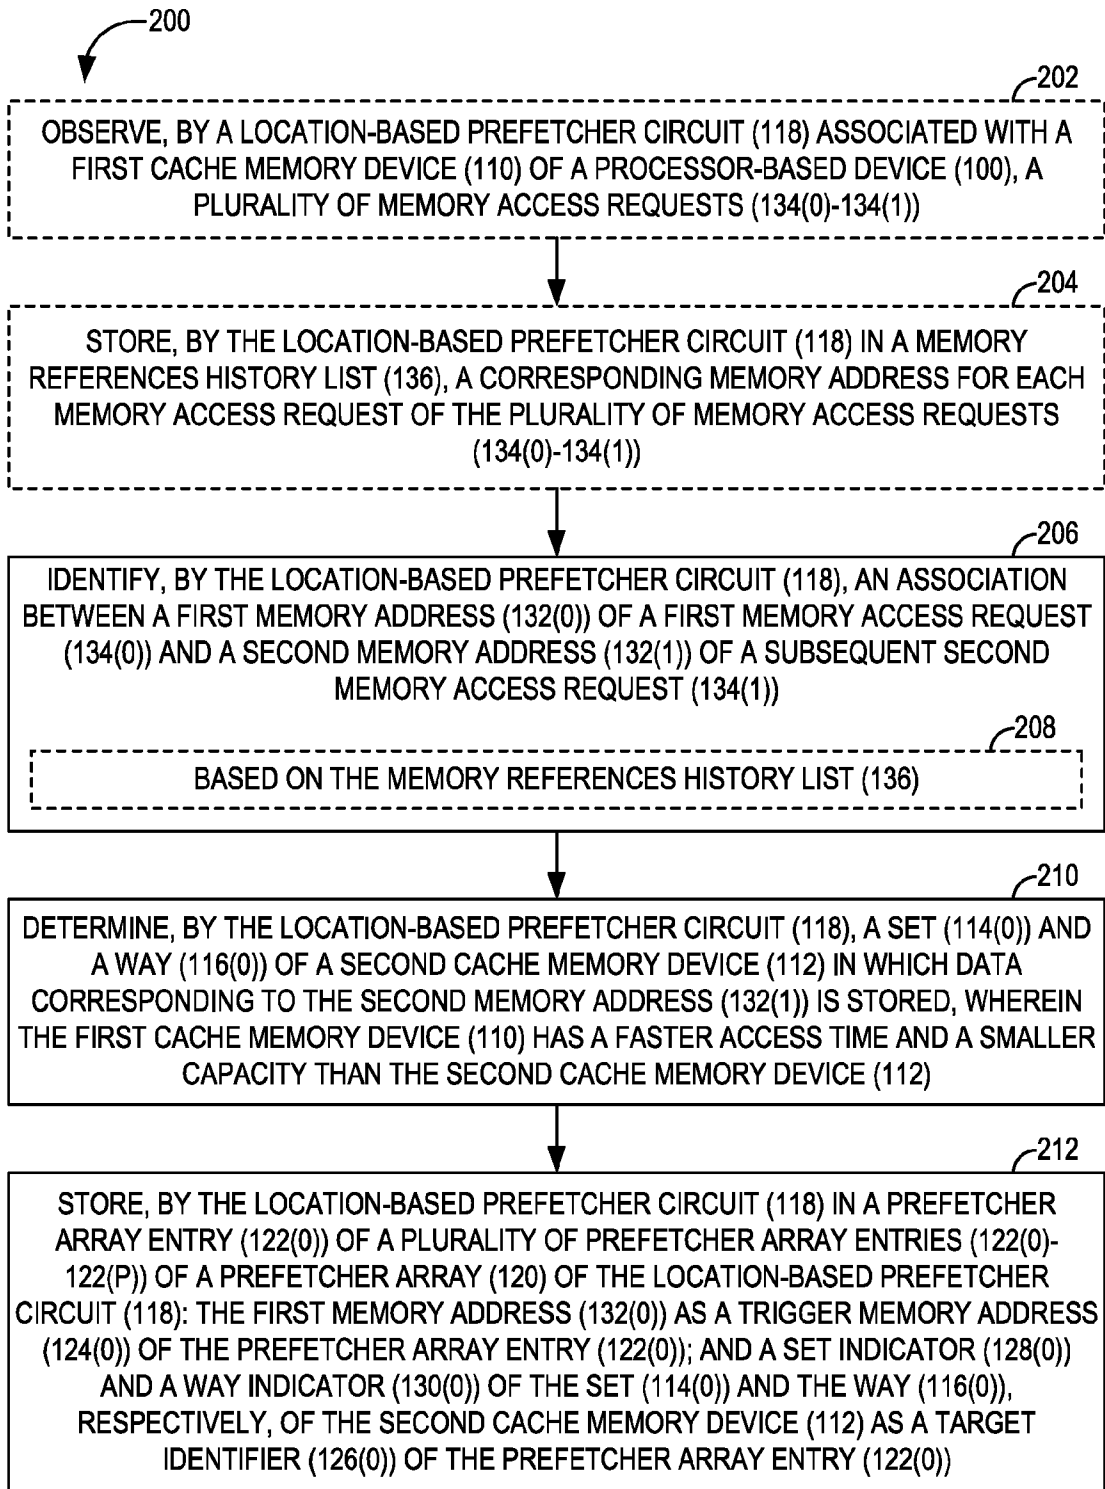 200
202
OBSERVE, BY A LOCATION-BASED PREFETCHER CIRCUIT (118) ASSOCIATED WITH A
FIRST CACHE MEMORY DEVICE (110) OF A PROCESSOR-BASED DEVICE (100), A
PLURALITY OF MEMORY ACCESS REQUESTS (134(0)-134(1))
204
STORE, BY THE LOCATION-BASED PREFETCHER CIRCUIT (118) IN A MEMORY
REFERENCES HISTORY LIST (136), A CORRESPONDING MEMORY ADDRESS FOR EACH
MEMORY ACCESS REQUEST OF THE PLURALITY OF MEMORY ACCESS REQUESTS
(134(0)-134(1))
206
IDENTIFY, BY THE LOCATION-BASED PREFETCHER CIRCUIT (118), AN ASSOCIATION
BETWEEN A FIRST MEMORY ADDRESS (132(0)) OF A FIRST MEMORY ACCESS REQUEST
(134(0)) AND A SECOND MEMORY ADDRESS (132(1)) OF A SUBSEQUENT SECOND
MEMORY ACCESS REQUEST (134(1))
208
BASED ON THE MEMORY REFERENCES HISTORY LIST (136)
210
DETERMINE, BY THE LOCATION-BASED PREFETCHER CIRCUIT (118), A SET (114(0)) AND
A WAY (116(0)) OF A SECOND CACHE MEMORY DEVICE (112) IN WHICH DATA
CORRESPONDING TO THE SECOND MEMORY ADDRESS (132(1)) IS STORED, WHEREIN
THE FIRST CACHE MEMORY DEVICE (110) HAS A FASTER ACCESS TIME AND A SMALLER
CAPACITY THAN THE SECOND CACHE MEMORY DEVICE (112)
212
STORE, BY THE LOCATION-BASED PREFETCHER CIRCUIT (118) IN A PREFETCHER
ARRAY ENTRY (122(0)) OF A PLURALITY OF PREFETCHER ARRAY ENTRIES (122(0)-
122(P)) OF A PREFETCHER ARRAY (120) OF THE LOCATION-BASED PREFETCHER
CIRCUIT (118): THE FIRST MEMORY ADDRESS (132(0)) AS A TRIGGER MEMORY ADDRESS
(124(0)) OF THE PREFETCHER ARRAY ENTRY (122(0)); AND A SET INDICATOR (128(0))
AND A WAY INDICATOR (130(0)) OF THE SET (114(0)) AND THE WAY (116(0)),
RESPECTIVELY, OF THE SECOND CACHE MEMORY DEVICE (112) AS A TARGET
IDENTIFIER (126(0)) OF THE PREFETCHER ARRAY ENTRY (122(0))